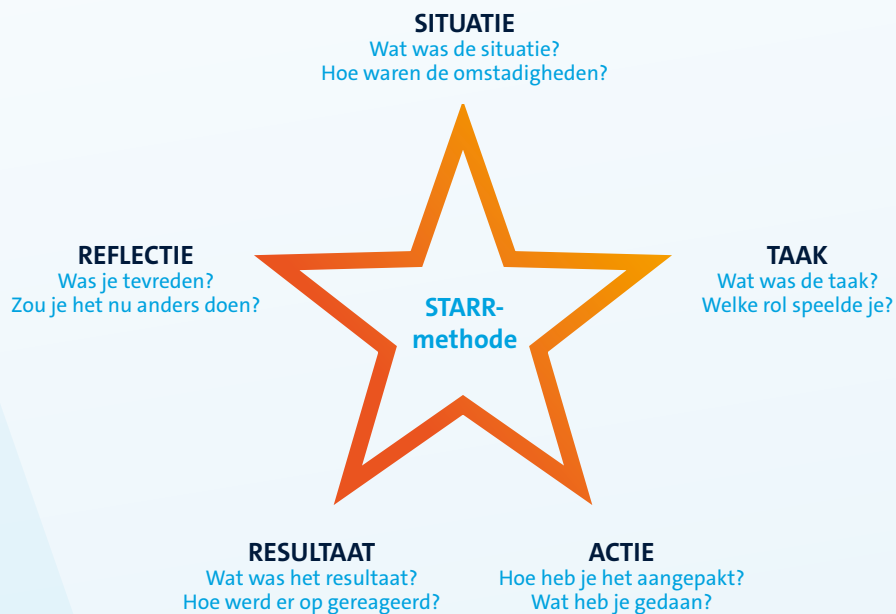 SITUATIE
Wat was de situatie?
Hoe waren de omstadigheden?
REFLECTIE
Was je tevreden?
Zou je het nu anders doen?
STARR-
methode
TAAK
Wat was de taak?
Welke rol speelde je?
RESULTAAT
Wat was het resultaat?
Hoe werd er op gereageerd?
ACTIE
Hoe heb je het aangepakt?
Wat heb je gedaan?